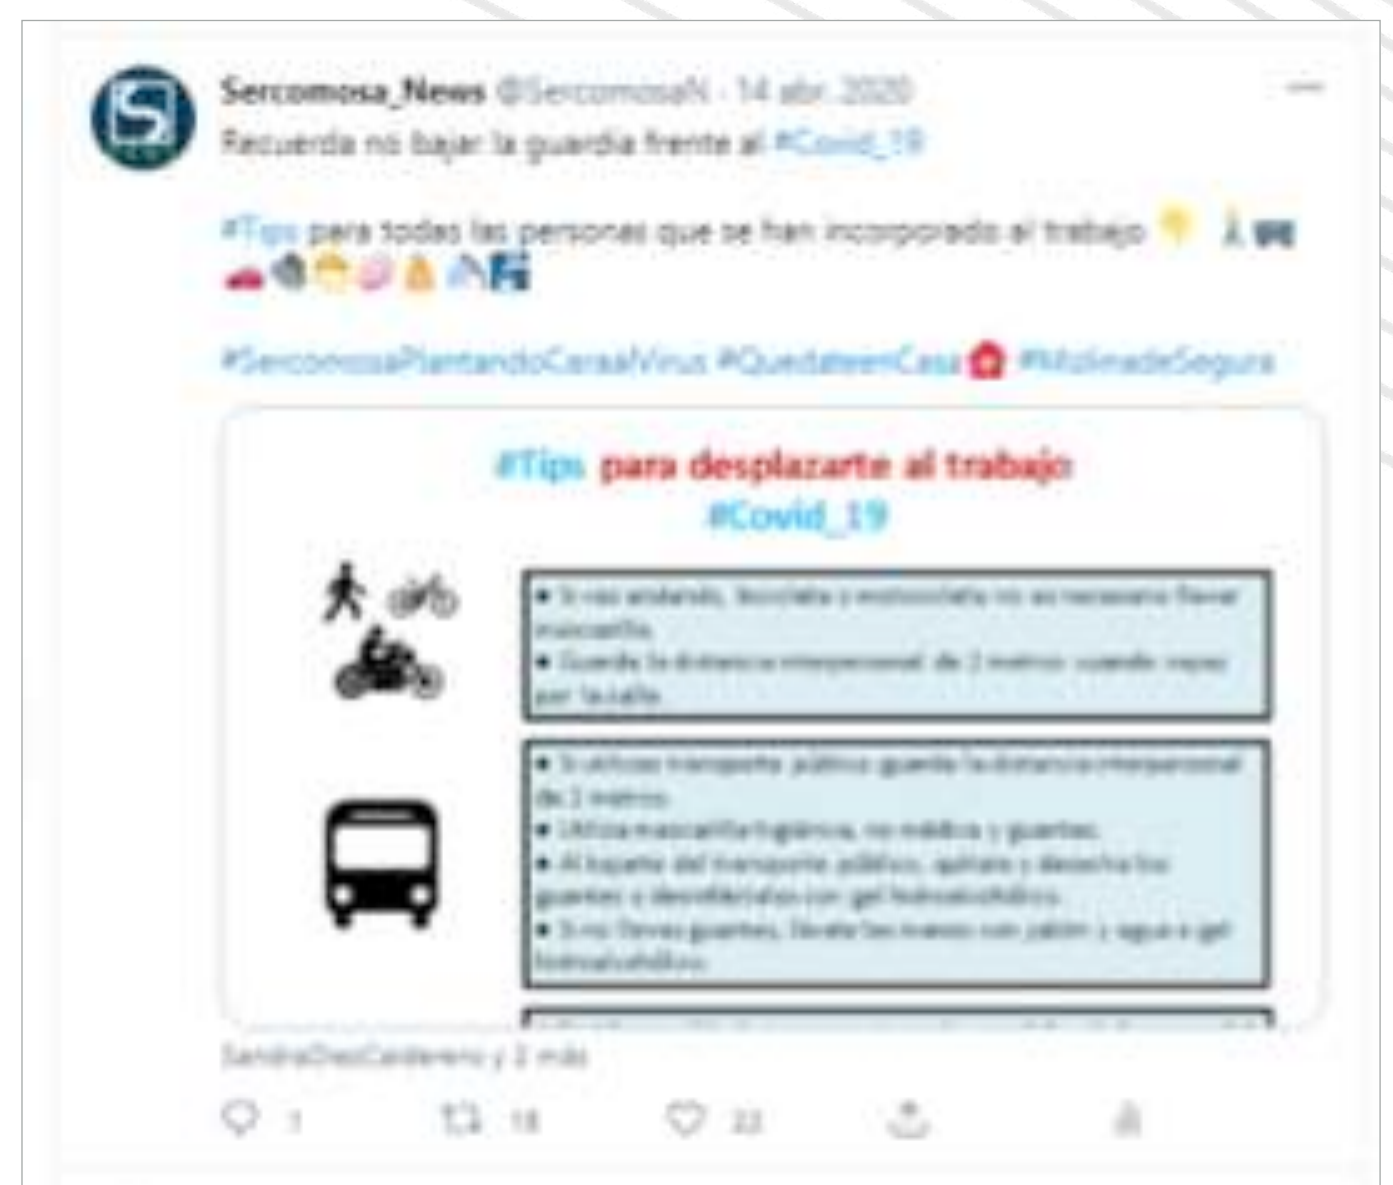 Sercomosa_News @SercomosaN · 14 abr. 2020
Recuerda no bajar la guardia frente al #Covid_19
#Tips para todas las personas que se han incorporado al trabajo
#SercomosaPlantandoCaraalVirus #QuedateenCasa #MolinadeSegura
#Tips para desplazarte al trabajo
#Covid_19
• Si vas andando, bicicleta o motocicleta no es necesario llevar
mascarilla.
• Guarda la distancia interpersonal de 2 metros cuando vayas
por la calle.
• Si utilizas transporte público guarda la distancia interpersonal
de 2 metros.
• Utiliza mascarilla higiénica, no médica y guantes.
• Al bajarte del transporte público, quítate y desecha los
guantes y desinféctalas con gel hidroalcohólico.
• Si no llevas guantes, lávate las manos con jabón y agua o gel
hidroalcohólico.
y 2 más
1 18 22